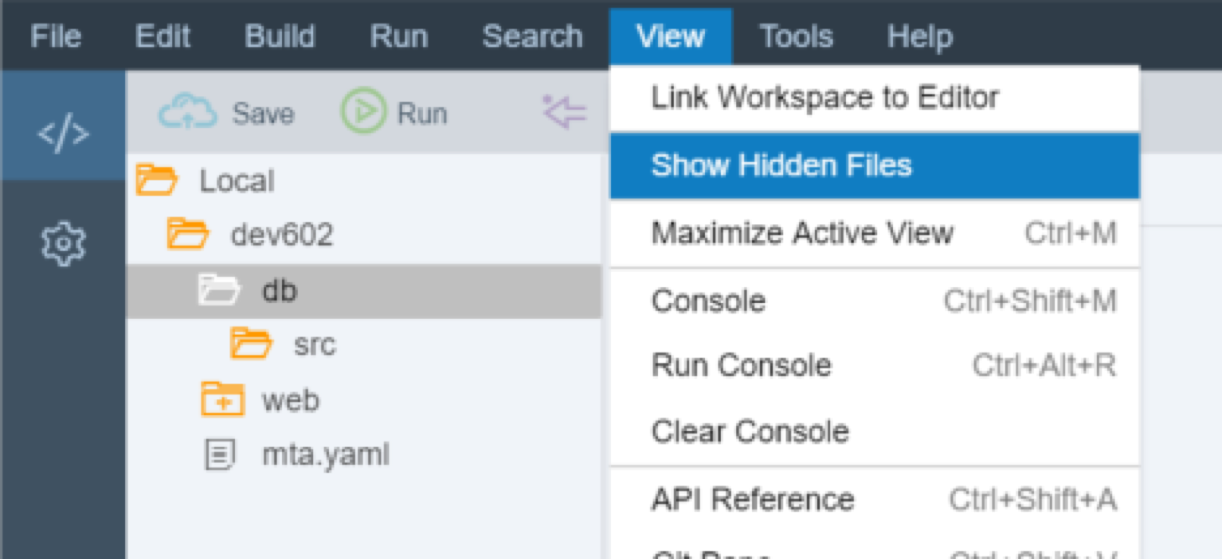 File Edit Build Run Search View Tools Help
Save Run
Local
dev602
db
src
web
mta.yaml
Link Workspace to Editor
Show Hidden Files
Maximize Active View Ctrl+M
Console Ctrl+Shift+M
Run Console Ctrl+Alt+R
Clear Console
API Reference Ctrl+Shift+A